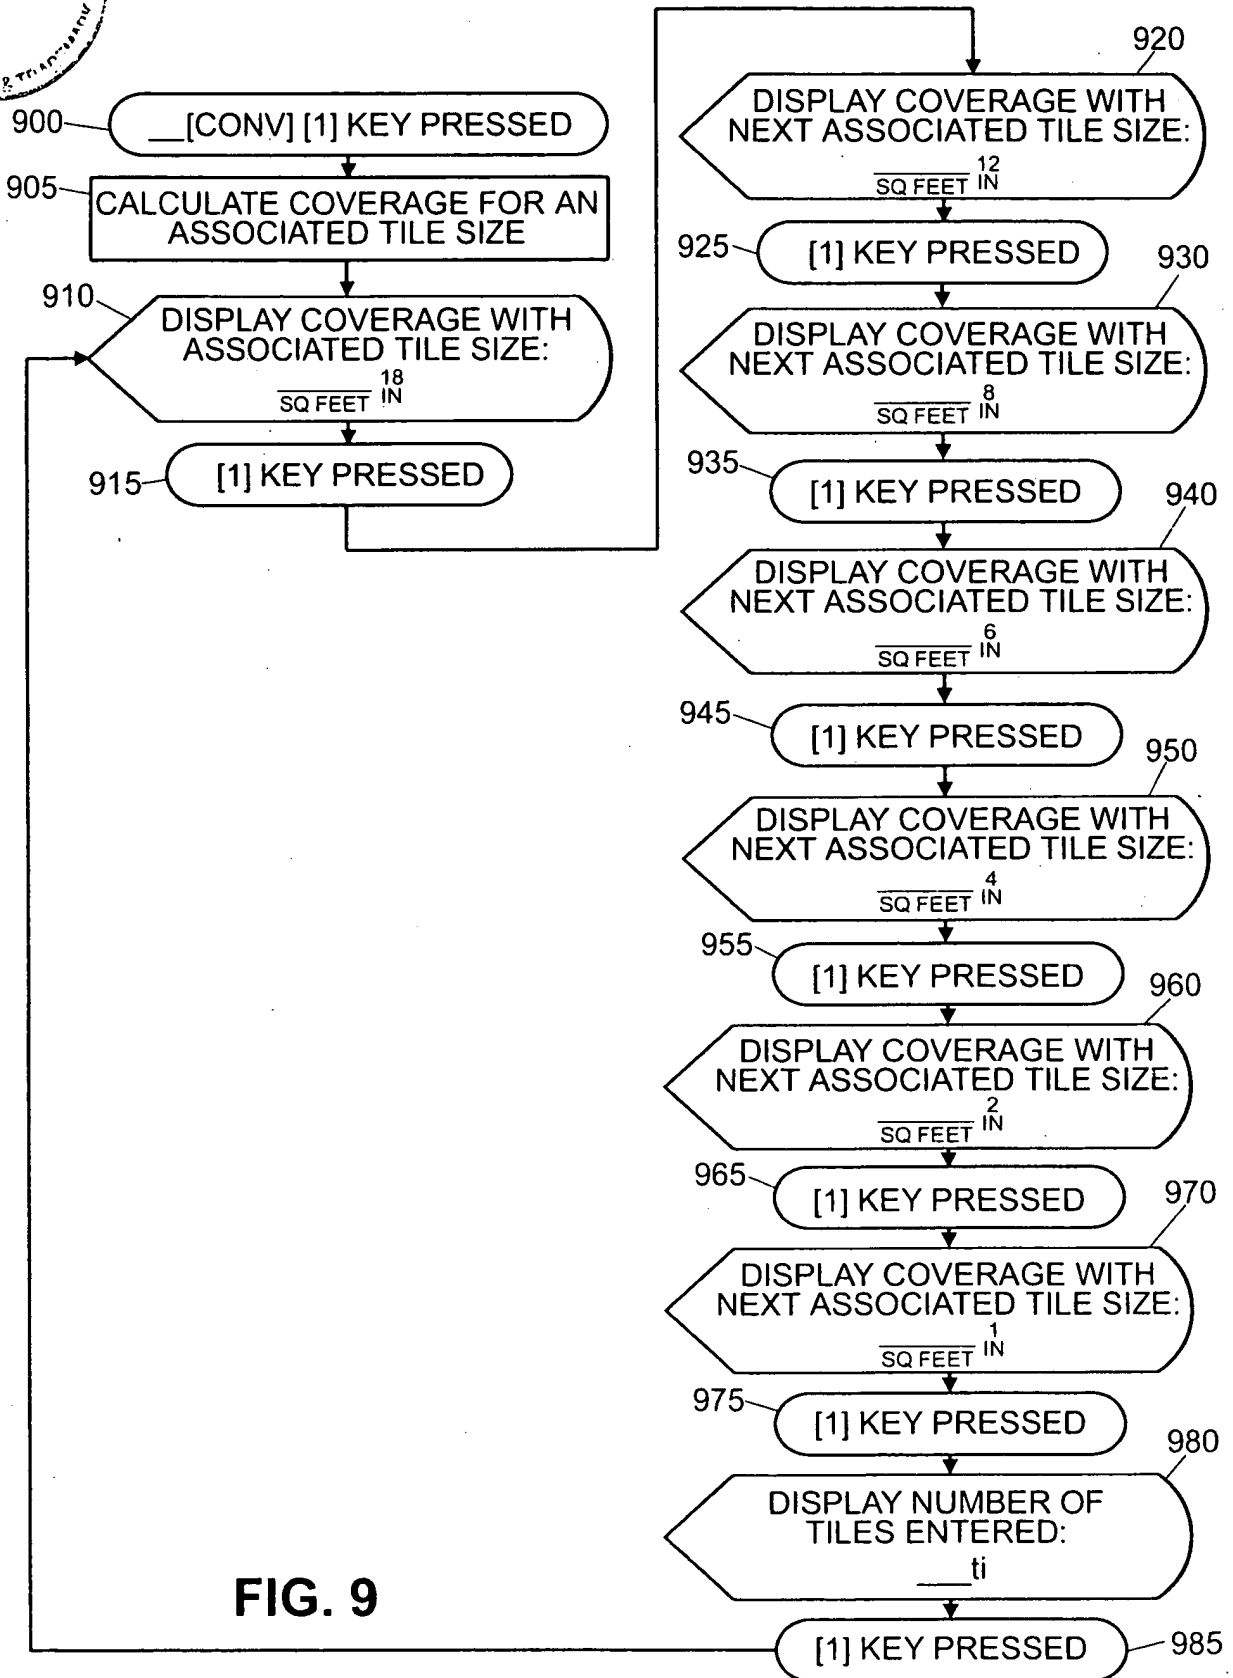 900
__[CONV] [1] KEY PRESSED
905
CALCULATE COVERAGE FOR AN
ASSOCIATED TILE SIZE
910
DISPLAY COVERAGE WITH
ASSOCIATED TILE SIZE:
18
SQ FEET IN
915
[1] KEY PRESSED
920
DISPLAY COVERAGE WITH
NEXT ASSOCIATED TILE SIZE:
12
SQ FEET IN
925
[1] KEY PRESSED
930
DISPLAY COVERAGE WITH
NEXT ASSOCIATED TILE SIZE:
8
SQ FEET IN
935
[1] KEY PRESSED
940
DISPLAY COVERAGE WITH
NEXT ASSOCIATED TILE SIZE:
6
SQ FEET IN
945
[1] KEY PRESSED
950
DISPLAY COVERAGE WITH
NEXT ASSOCIATED TILE SIZE:
4
SQ FEET IN
955
[1] KEY PRESSED
960
DISPLAY COVERAGE WITH
NEXT ASSOCIATED TILE SIZE:
2
SQ FEET IN
965
[1] KEY PRESSED
970
DISPLAY COVERAGE WITH
NEXT ASSOCIATED TILE SIZE:
1
SQ FEET IN
975
[1] KEY PRESSED
980
DISPLAY NUMBER OF
TILES ENTERED:
___ti
985
[1] KEY PRESSED
FIG. 9